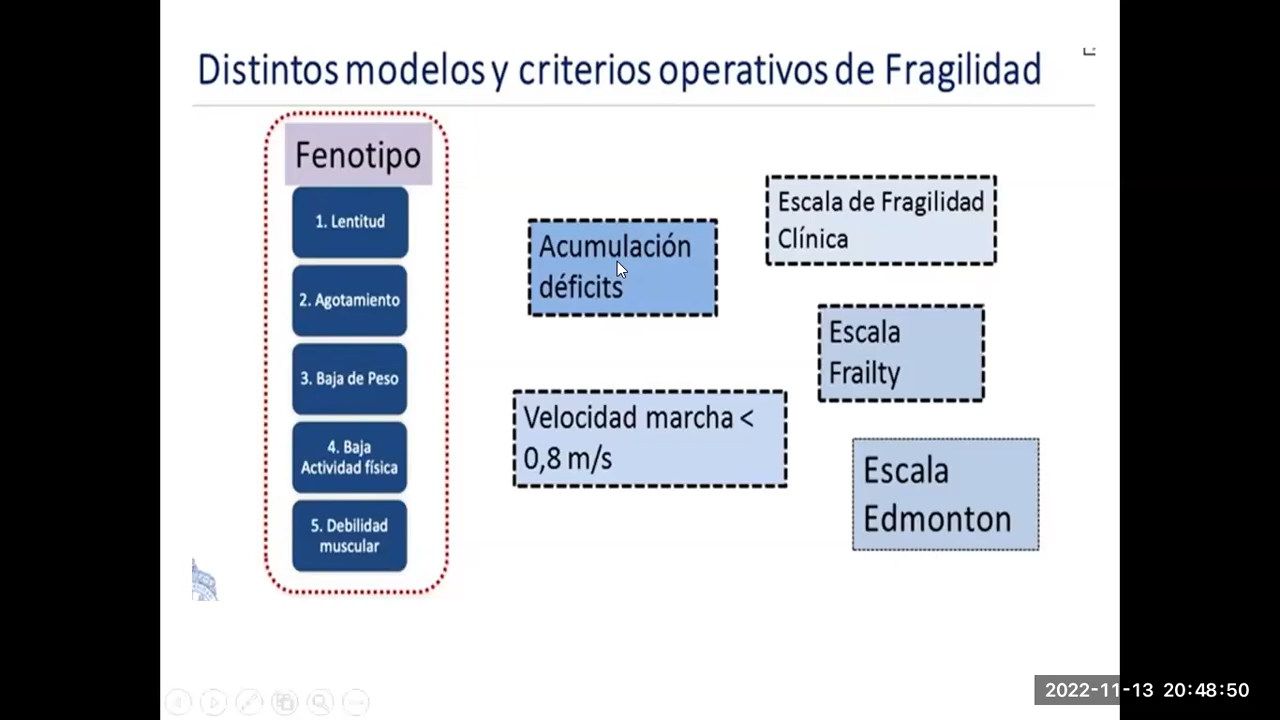 Distintos modelos y criterios operativos de Fragilidad
Fenotipo
1. Lentitud
2. Agotamiento
3. Baja de Peso
4. Baja
Actividad física
5. Debilidad
muscular
Acumulación
déficits
Velocidad marcha <
0,8 m/s
Escala de Fragilidad
Clínica
Escala
Frailty
Escala
Edmonton
2022-11-13 20:48:50